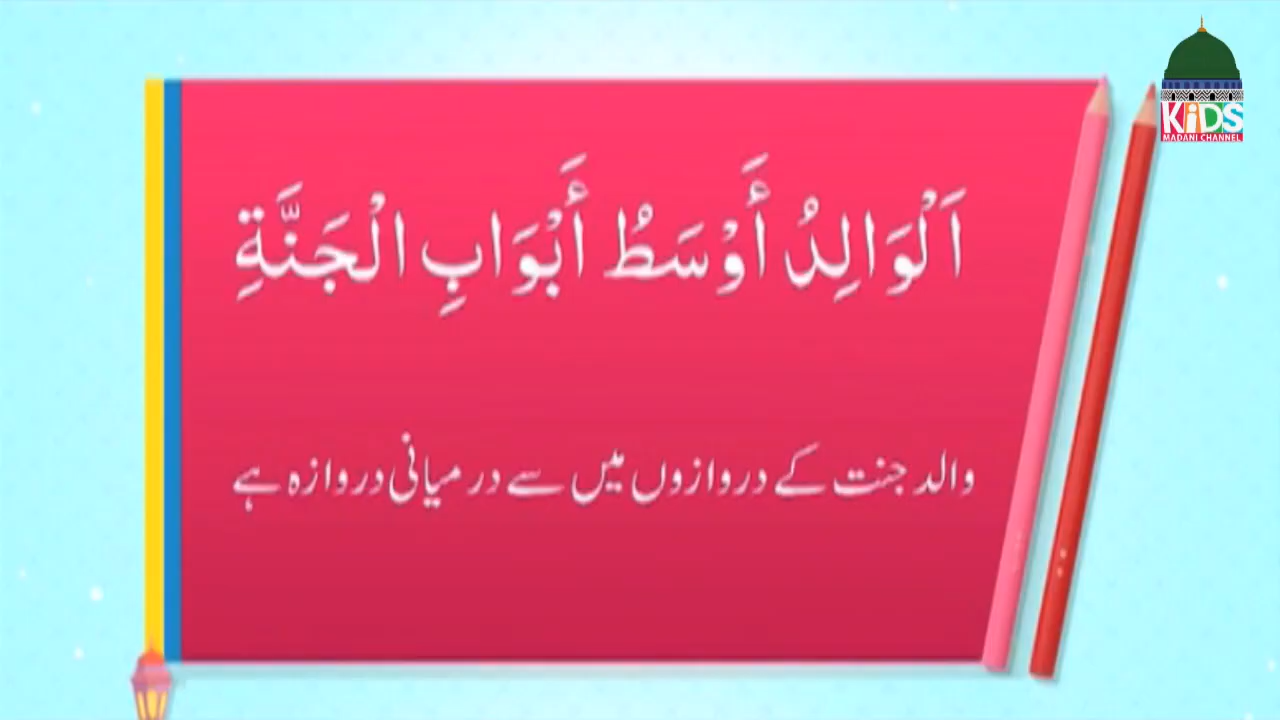 اَلْوَالِدُ أَوْسَطُ أَبْوَابِ الْجَنَّةِ
والد جنت کے دروازوں میں سے درمیانی دروازہ ہے
KiDS
MADANI CHANNEL